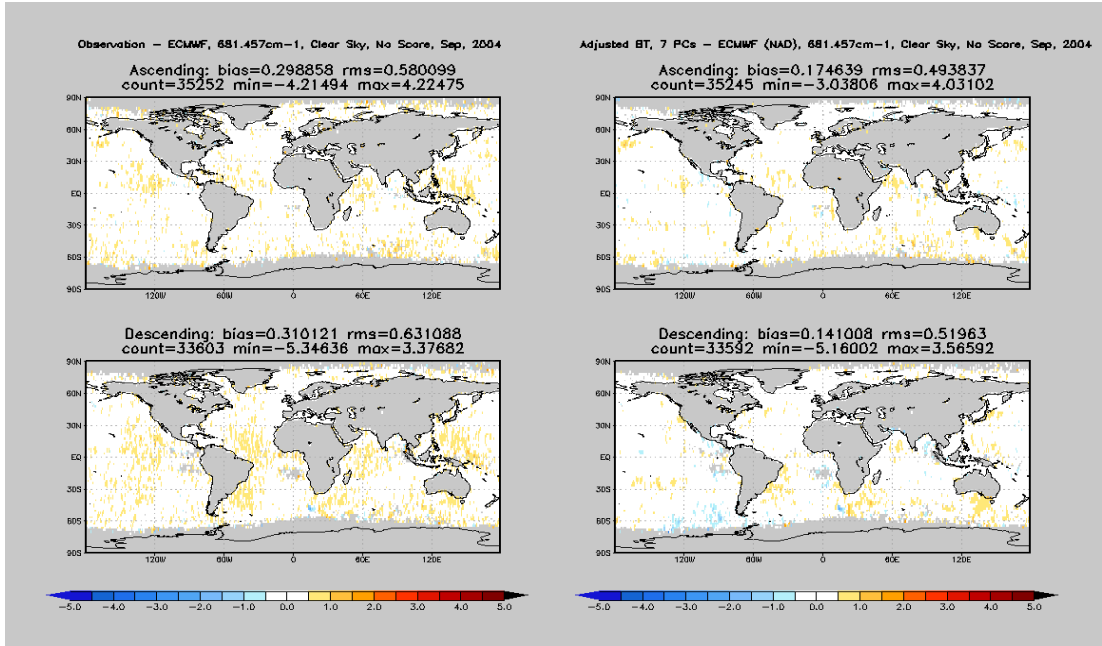 Observation – ECMWF, 681.457cm–1, Clear Sky, No Score, Sep, 2004
Ascending: bias=0.298858 rms=0.580099
count=35252 min=–4.21494 max=4.22475
90N
60N
30N
EQ
30S
60S
90S
120W 60W 0 60E 120E
Descending: bias=0.310121 rms=0.631088
count=33603 min=–5.34636 max=3.37682
90N
60N
30N
EQ
30S
60S
90S
120W 60W 0 60E 120E
–5.0 –4.0 –3.0 –2.0 –1.0 0.0 1.0 2.0 3.0 4.0 5.0
Adjusted BT, 7 PCs – ECMWF (NAD), 681.457cm–1, Clear Sky, No Score, Sep, 2004
Ascending: bias=0.174639 rms=0.493837
count=35245 min=–3.03806 max=4.03102
90N
60N
30N
EQ
30S
60S
90S
120W 60W 0 60E 120E
Descending: bias=0.141008 rms=0.51963
count=33592 min=–5.16002 max=3.56592
90N
60N
30N
EQ
30S
60S
90S
120W 60W 0 60E 120E
–5.0 –4.0 –3.0 –2.0 –1.0 0.0 1.0 2.0 3.0 4.0 5.0